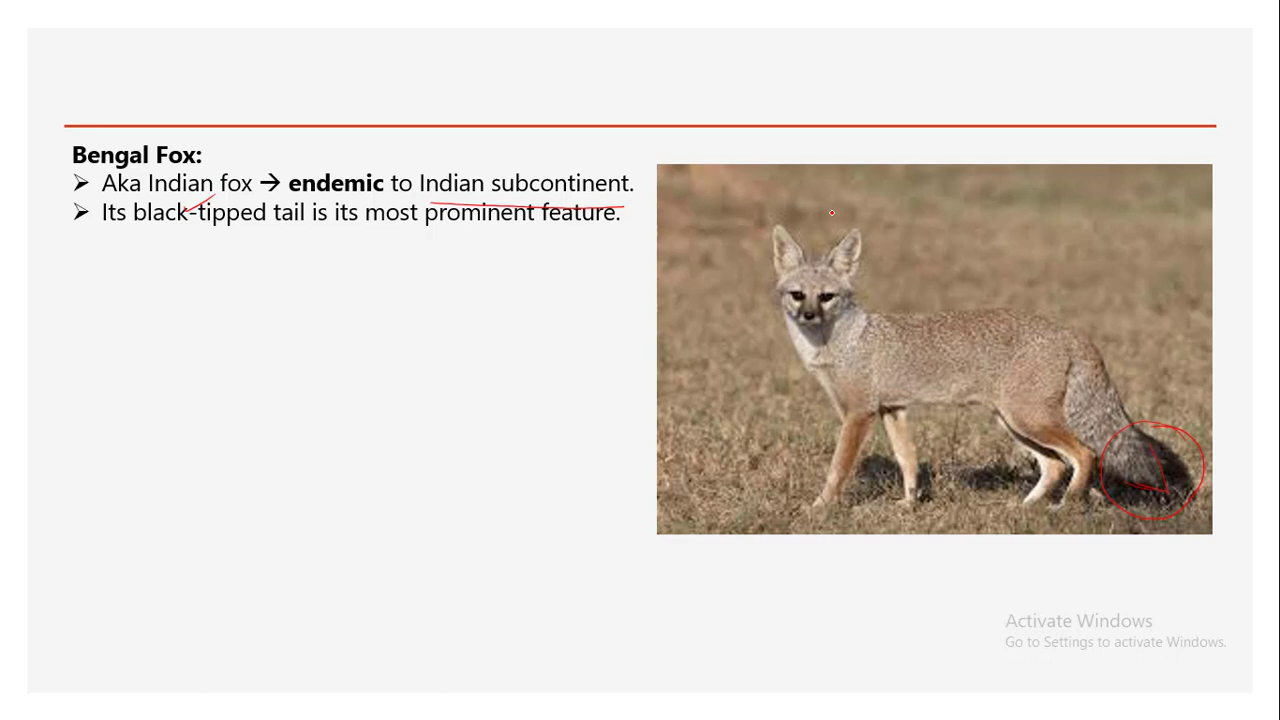 Bengal Fox:
➢ Aka Indian fox → endemic to Indian subcontinent.
➢ Its black-tipped tail is its most prominent feature.
Activate Windows
Go to Settings to activate Windows.